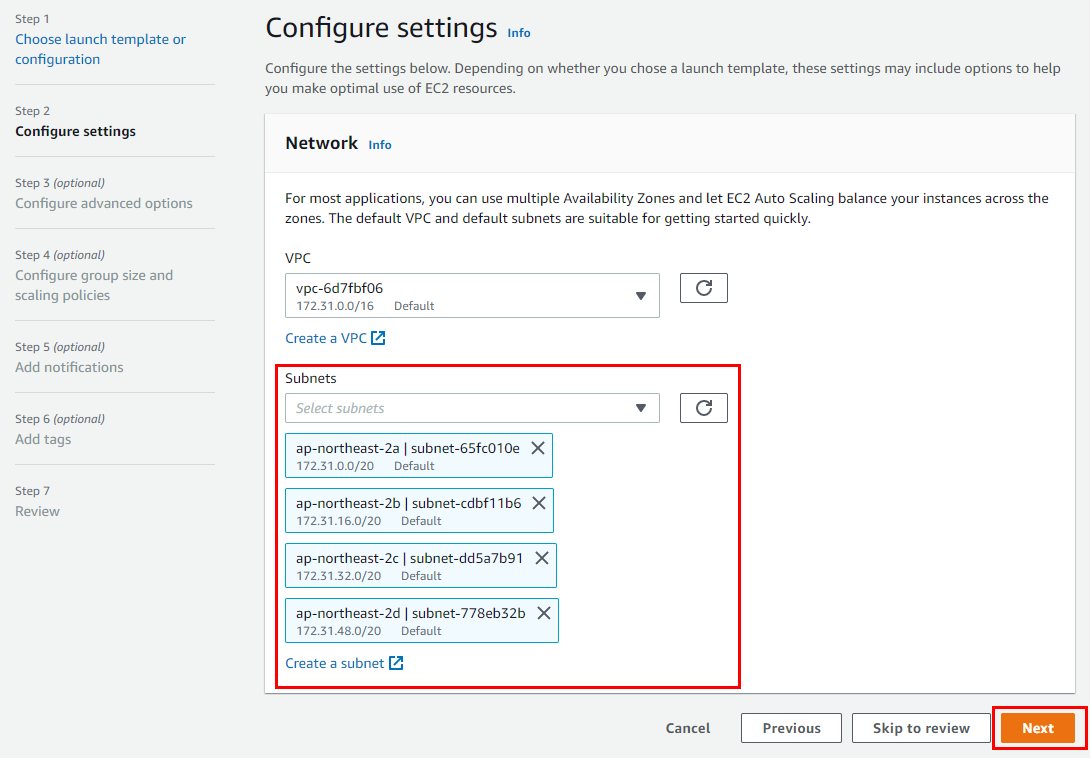 Step 1
Choose launch template or
configuration
Step 2
Configure settings
Step 3 (optional)
Configure advanced options
Step 4 (optional)
Configure group size and
scaling policies
Step 5 (optional)
Add notifications
Step 6 (optional)
Add tags
Step 7
Review
Configure settings Info
Configure the settings below. Depending on whether you chose a launch template, these settings may include options to help
you make optimal use of EC2 resources.
Network Info
For most applications, you can use multiple Availability Zones and let EC2 Auto Scaling balance your instances across the
zones. The default VPC and default subnets are suitable for getting started quickly.
VPC
vpc-6d7fbf06
172.31.0.0/16 Default
Create a VPC
Subnets
Select subnets
ap-northeast-2a | subnet-65fc010e
172.31.0.0/20 Default
ap-northeast-2b | subnet-cdbf11b6
172.31.16.0/20 Default
ap-northeast-2c | subnet-dd5a7b91
172.31.32.0/20 Default
ap-northeast-2d | subnet-778eb32b
172.31.48.0/20 Default
Create a subnet
Cancel Previous Skip to review Next